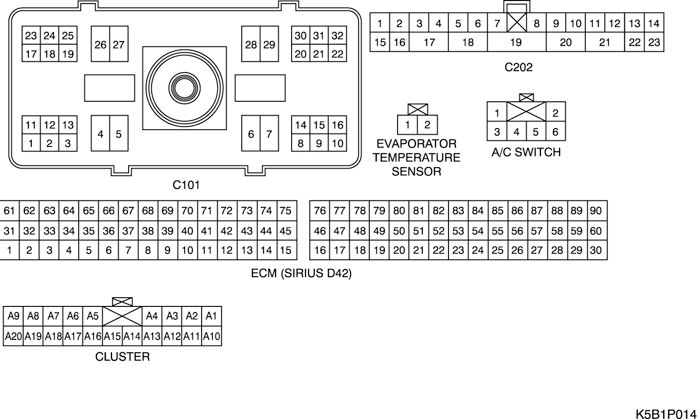 23 24 25 26 27 28 29 30 31 32
17 18 19 20 21 22
11 12 13 4 5 6 7 14 15 16
1 2 3 8 9 10
C101
1 2 3 4 5 6 7 8 9 10 11 12 13 14
15 16 17 18 19 20 21 22 23
C202
1 2
EVAPORATOR
TEMPERATURE
SENSOR
1 2
3 4 5 6
A/C SWITCH
61 62 63 64 65 66 67 68 69 70 71 72 73 74 75 76 77 78 79 80 81 82 83 84 85 86 87 88 89 90
31 32 33 34 35 36 37 38 39 40 41 42 43 44 45 46 47 48 49 50 51 52 53 54 55 56 57 58 59 60
1 2 3 4 5 6 7 8 9 10 11 12 13 14 15 16 17 18 19 20 21 22 23 24 25 26 27 28 29 30
ECM (SIRIUS D42)
A9 A8 A7 A6 A5 A4 A3 A2 A1
A20 A19 A18 A17 A16 A15 A14 A13 A12 A11 A10
CLUSTER
K5B1P014